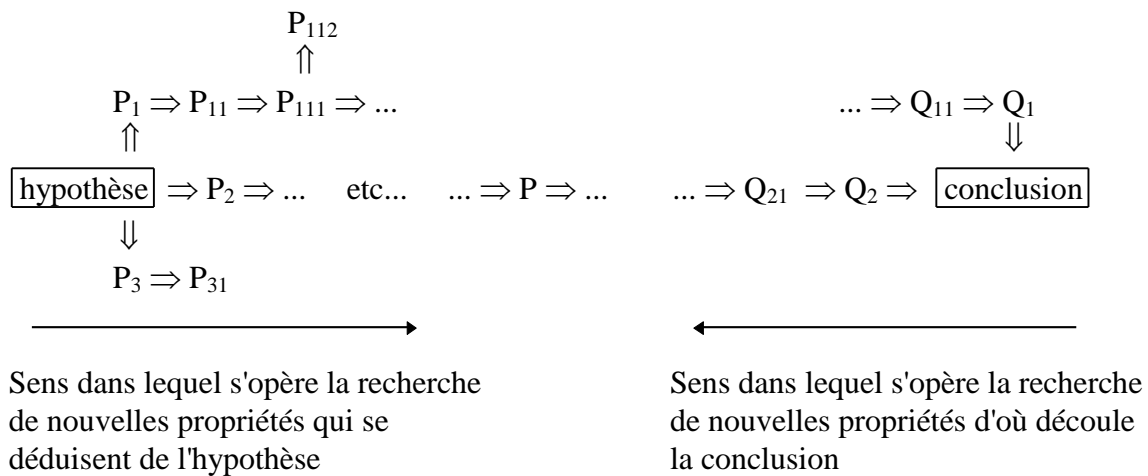 P₁₁₂
⇑
P₁ ⇒ P₁₁ ⇒ P₁₁₁ ⇒ ... ... ⇒ Q₁₁ ⇒ Q₁
⇑ ⇓
hypothèse ⇒ P₂ ⇒ ... etc... ... ⇒ P ⇒ ... ... ⇒ Q₂₁ ⇒ Q₂ ⇒ conclusion
⇓
P₃ ⇒ P₃₁
Sens dans lequel s'opère la recherche
de nouvelles propriétés qui se
déduisent de l'hypothèse
Sens dans lequel s'opère la recherche
de nouvelles propriétés d'où découle
la conclusion